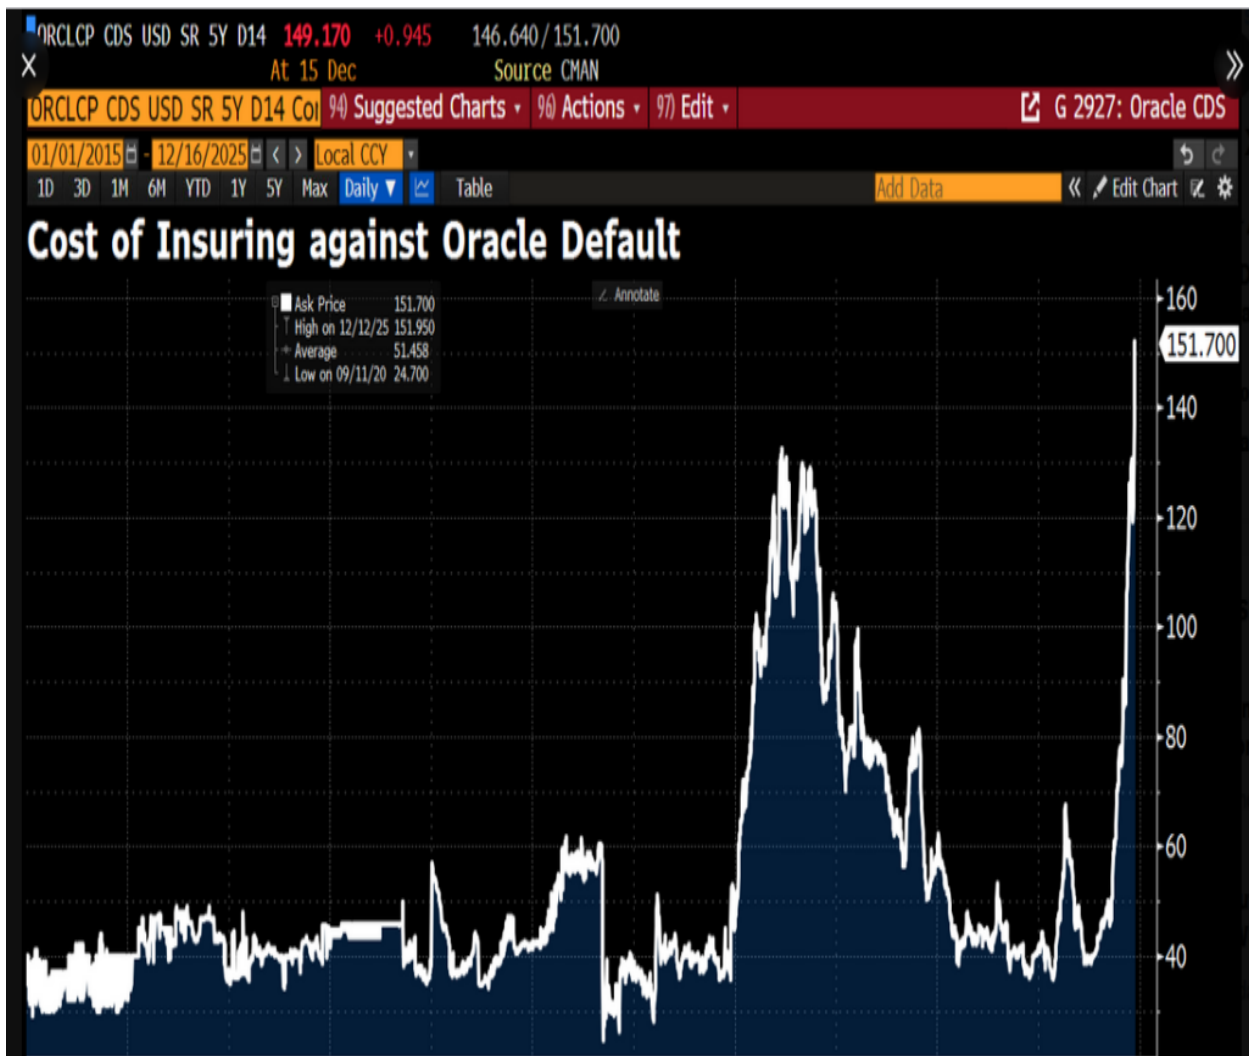 ORCLCP CDS USD SR 5Y D14 149.170 +0.945 146.640/151.700
At 15 Dec Source CMAN
ORCLCP CDS USD SR 5Y D14 Cor 94) Suggested Charts 96) Actions 97) Edit G 2927: Oracle CDS
01/01/2015 - 12/16/2025 Local CCY
1D 3D 1M 6M YTD 1Y 5Y Max Daily Table Add Data Edit Chart
Cost of Insuring against Oracle Default
Ask Price 151.700
High on 12/12/25 151.950
Average 51.458
Low on 09/11/20 24.700
Annotate
160
151.700
140
120
100
80
60
40